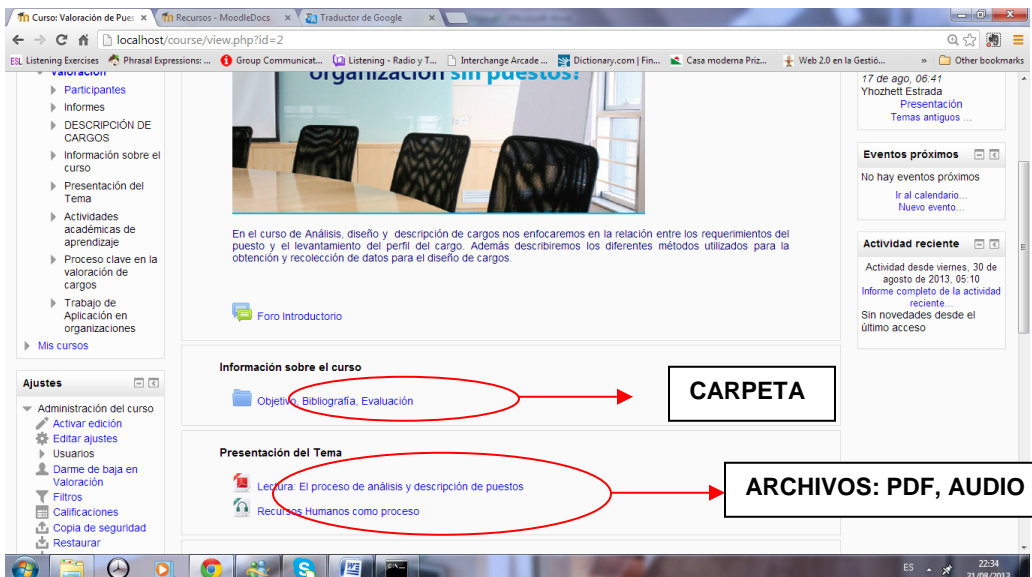 Curso: Valoración de Pues
Recursos - MoodleDocs
Traductor de Google
localhost/course/view.php?id=2
ESL Listening Exercises
Phrasal Expressions: ...
Group Communicat...
Listening - Radio y T...
Interchange Arcade ...
Dictionary.com | Fin...
Casa moderna Priz...
Web 2.0 en la Gestió...
»
Other bookmarks
Valoración
Participantes
Informes
DESCRIPCIÓN DE
CARGOS
Información sobre el
curso
Presentación del
Tema
Actividades
académicas de
aprendizaje
Proceso clave en la
valoración de
cargos
Trabajo de
Aplicación en
organizaciones
Mis cursos
Ajustes
Administración del curso
Activar edición
Editar ajustes
Usuarios
Darme de baja en
Valoración
Filtros
Calificaciones
Copia de seguridad
Restaurar
organización sin puestos?
En el curso de Análisis, diseño y descripción de cargos nos enfocaremos en la relación entre los requerimientos del
puesto y el levantamiento del perfil del cargo. Además describiremos los diferentes métodos utilizados para la
obtención y recolección de datos para el diseño de cargos.
Foro Introductorio
Información sobre el curso
Objetivo, Bibliografía, Evaluación
CARPETA
Presentación del Tema
Lectura: El proceso de análisis y descripción de puestos
Recursos Humanos como proceso
ARCHIVOS: PDF, AUDIO
17 de ago, 06:41
Yhozhett Estrada
Presentación
Temas antiguos ...
Eventos próximos
No hay eventos próximos
Ir al calendario...
Nuevo evento...
Actividad reciente
Actividad desde viernes, 30 de
agosto de 2013, 05:10
Informe completo de la actividad
reciente...
Sin novedades desde el
último acceso
ES
22:34
31/08/2013